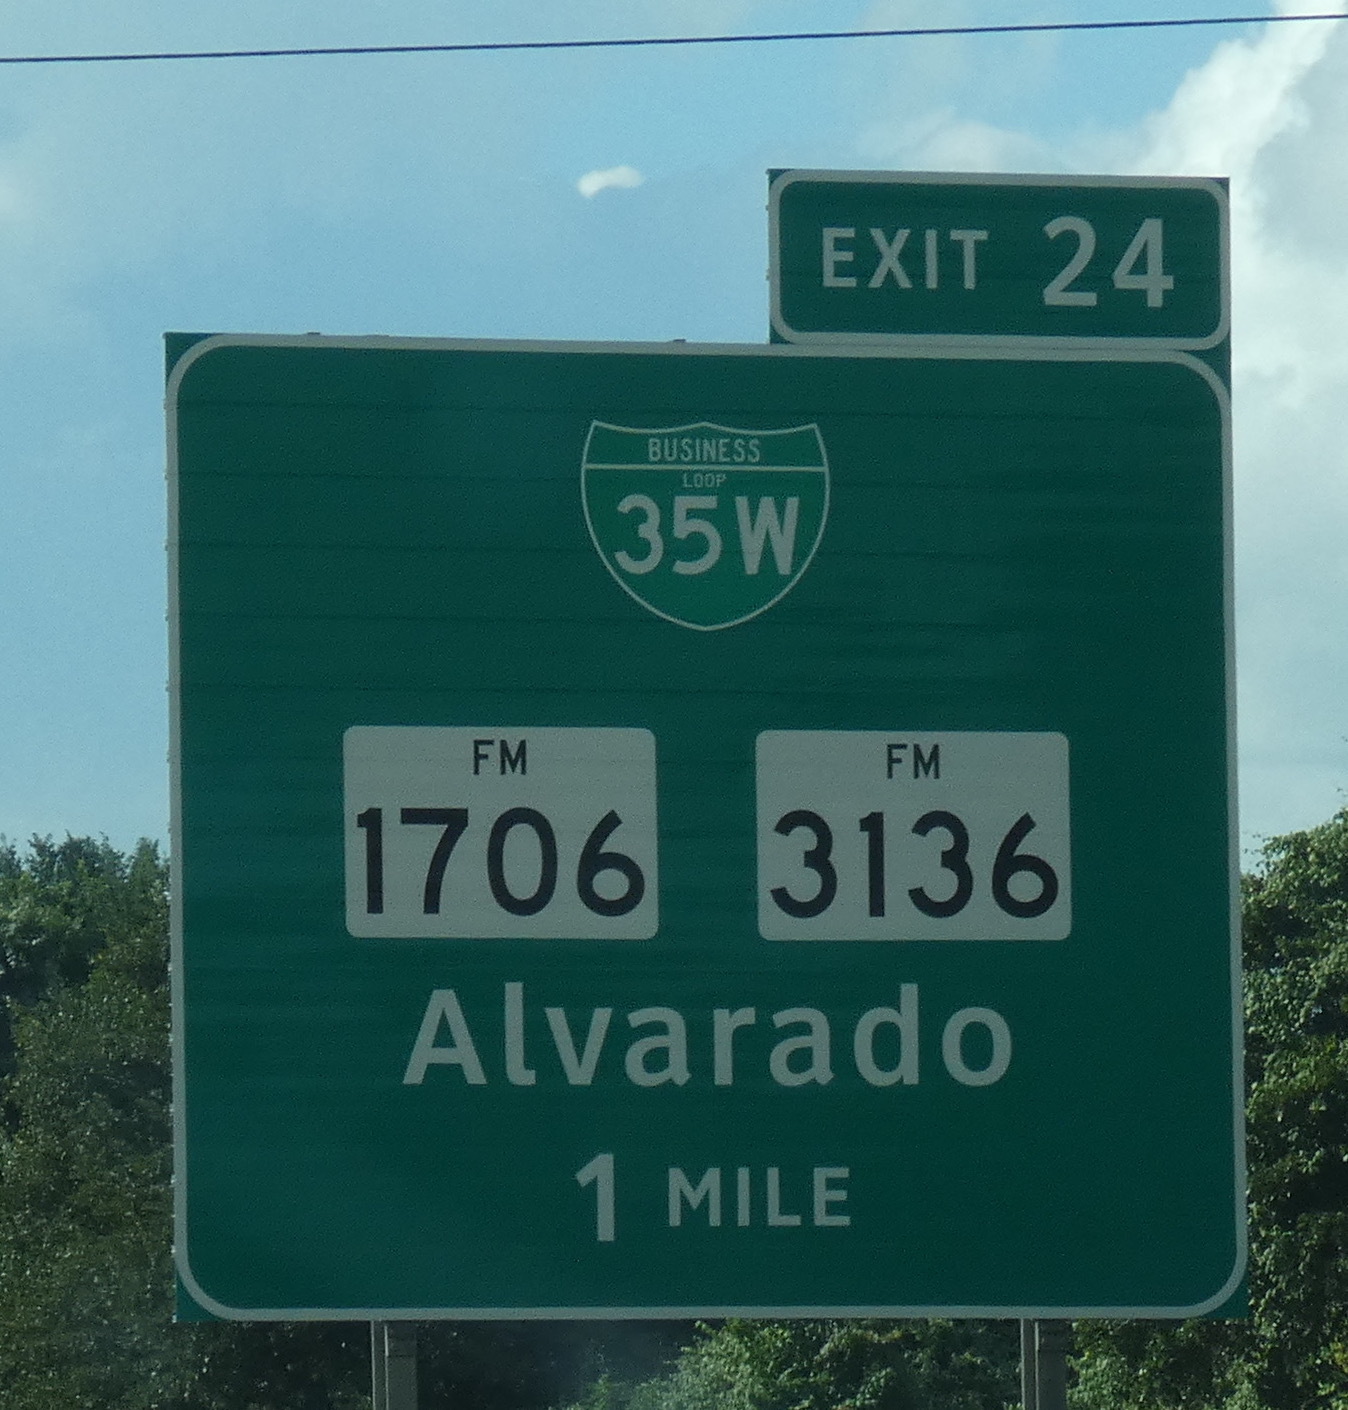 EXIT 24
BUSINESS
LOOP
35W
FM
1706
FM
3136
Alvarado
1 MILE